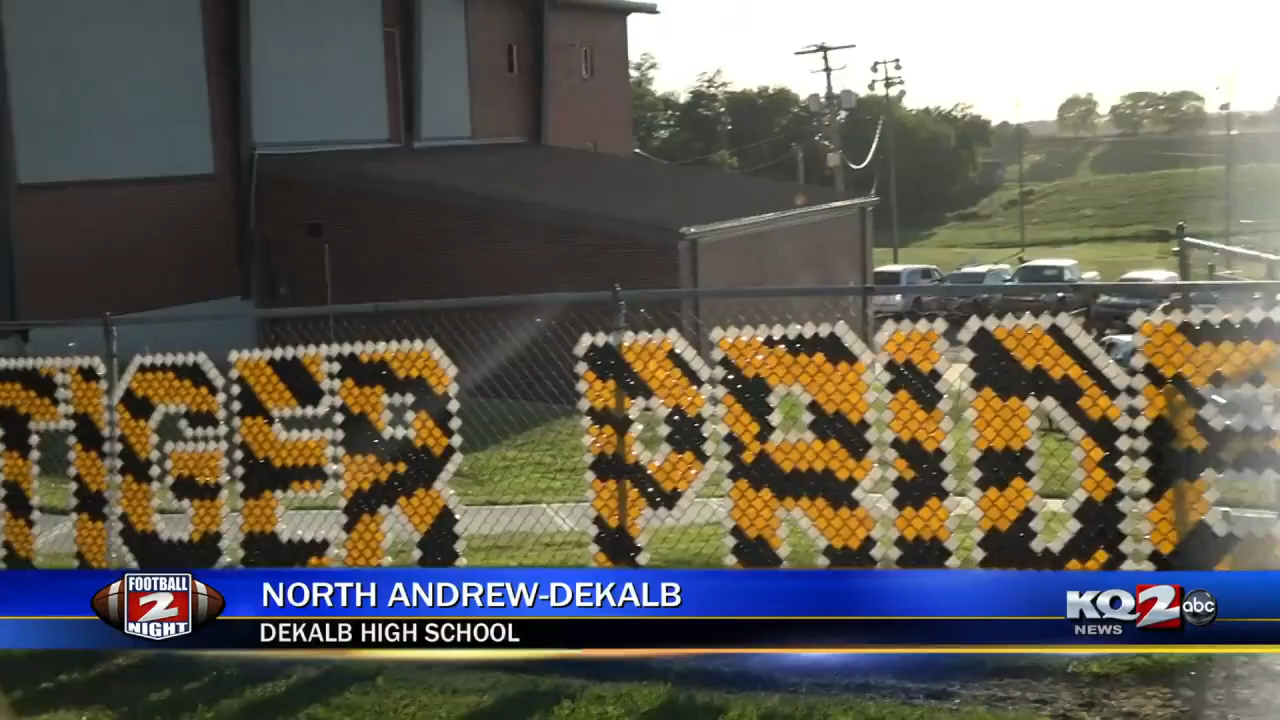 TIGER PRIDE
FOOTBALL
2
NIGHT
NORTH ANDREW-DEKALB
DEKALB HIGH SCHOOL
KQ2
NEWS
abc